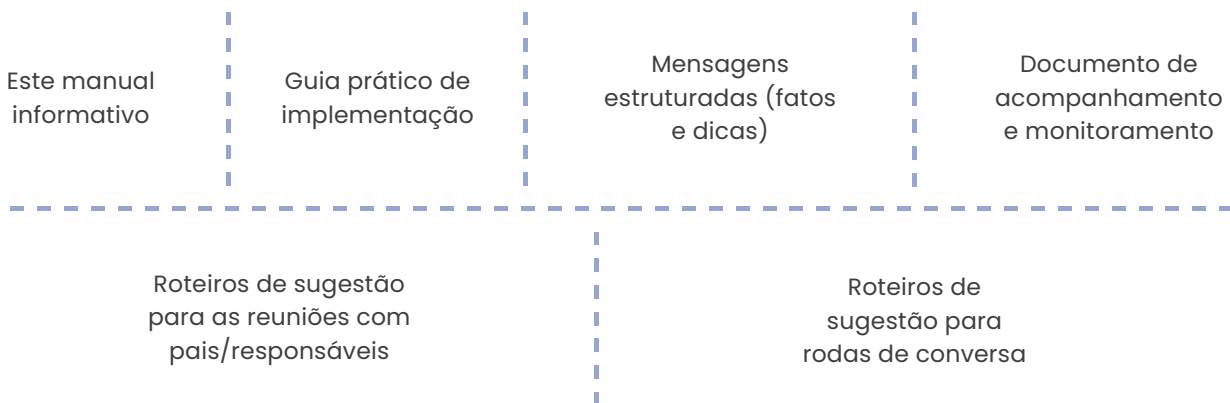 Este manual
informativo
Guia prático de
implementação
Mensagens
estruturadas (fatos
e dicas)
Documento de
acompanhamento
e monitoramento
Roteiros de sugestão
para as reuniões com
pais/responsáveis
Roteiros de
sugestão para
rodas de conversa